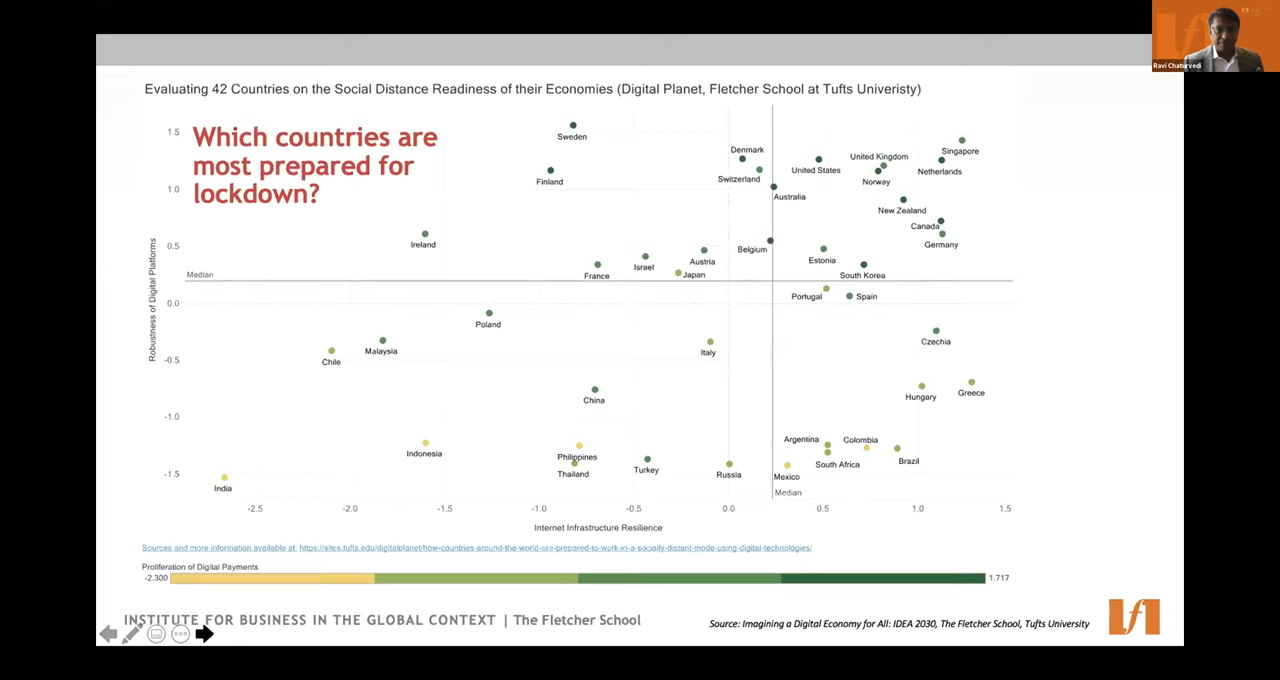 Ravi Chaturvedi
Evaluating 42 Countries on the Social Distance Readiness of their Economies (Digital Planet, Fletcher School at Tufts Univeristy)
Which countries are
most prepared for
lockdown?
Robustness of Digital Platforms
1.5
1.0
0.5
0.0
-0.5
-1.0
-1.5
Sweden
Denmark
Singapore
United Kingdom
United States
Netherlands
Switzerland
Norway
Finland
Australia
New Zealand
Canada
Ireland
Germany
Belgium
Estonia
Austria
Israel
France
Japan
South Korea
Median
Portugal
Spain
Poland
Czechia
Malaysia
Italy
Chile
China
Hungary
Greece
Argentina
Colombia
Indonesia
Philippines
South Africa
Brazil
Thailand
Turkey
Russia
Mexico
India
Median
-2.5
-2.0
-1.5
-1.0
-0.5
0.0
0.5
1.0
1.5
Internet Infrastructure Resilience
Sources and more information available at: https://sites.tufts.edu/digitalplanet/how-countries-around-the-world-are-prepared-to-work-in-a-socially-distant-mode-using-digital-technologies/
Proliferation of Digital Payments
-2.300
1.717
INSTITUTE FOR BUSINESS IN THE GLOBAL CONTEXT | The Fletcher School
Source: Imagining a Digital Economy for All: IDEA 2030, The Fletcher School, Tufts University